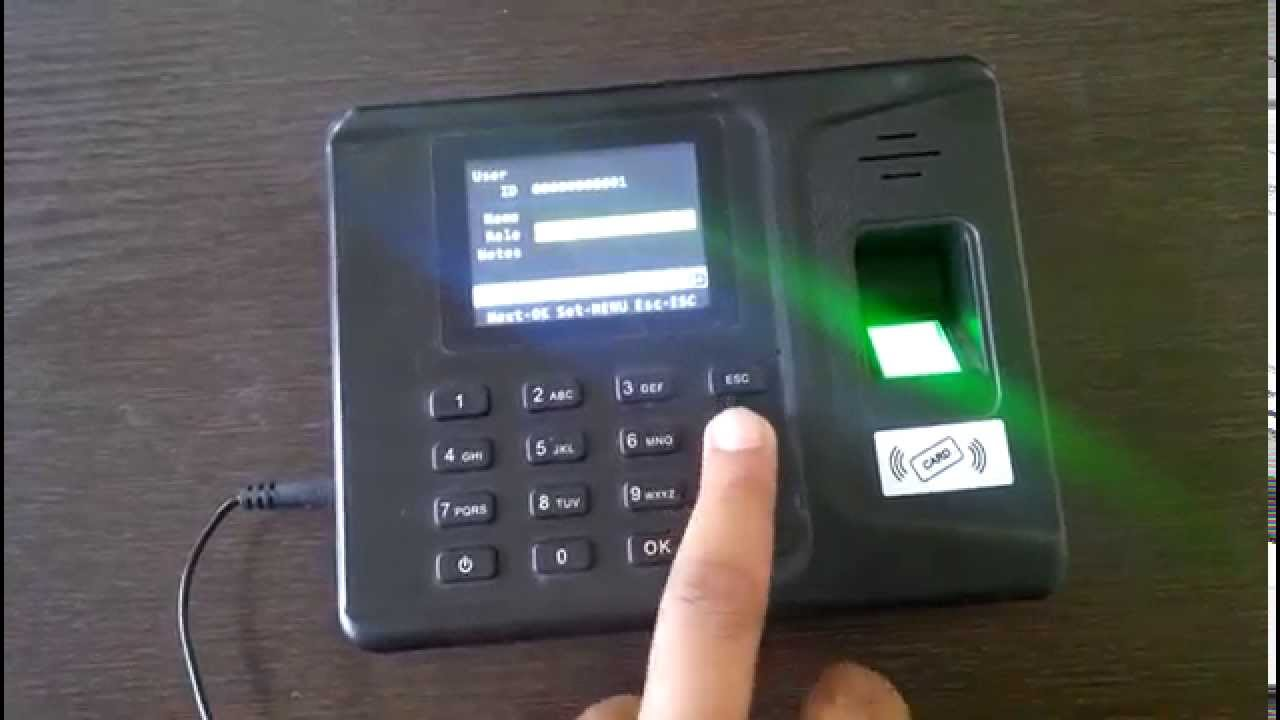 User
ID 00000000001
Name
Role
Notes
Next-OK Set-MENU Esc-ESC
1 2 ABC 3 DEF ESC
4 GHI 5 JKL 6 MNO
7 PQRS 8 TUV 9 WXYZ
0 OK
CARD